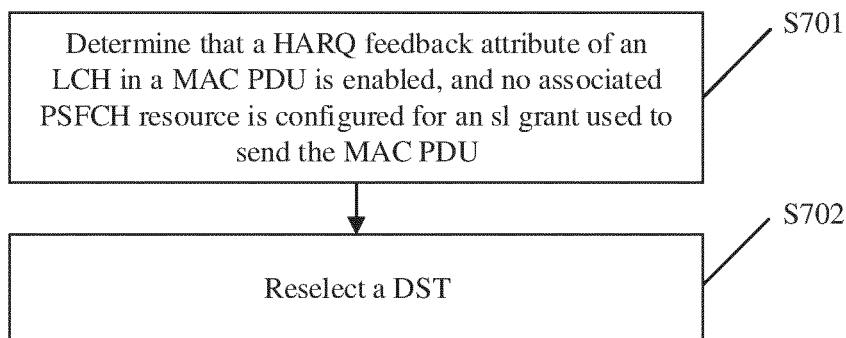 S701
Determine that a HARQ feedback attribute of an
LCH in a MAC PDU is enabled, and no associated
PSFCH resource is configured for an sl grant used to
send the MAC PDU
S702
Reselect a DST